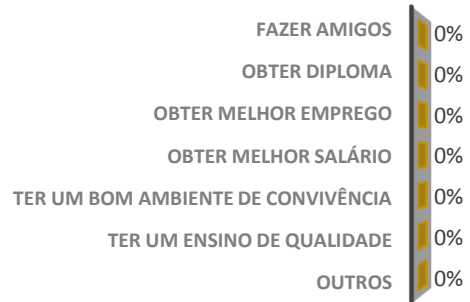 FAZER AMIGOS 0%
OBTER DIPLOMA 0%
OBTER MELHOR EMPREGO 0%
OBTER MELHOR SALÁRIO 0%
TER UM BOM AMBIENTE DE CONVIVÊNCIA 0%
TER UM ENSINO DE QUALIDADE 0%
OUTROS 0%